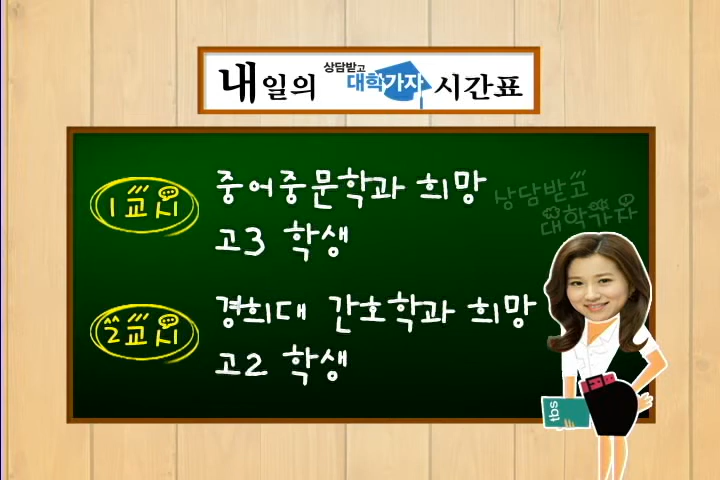 내일의 상담받고 대학가자 시간표
상담받고
대학가자
1교시
중어중문학과 희망
고3 학생
2교시
경희대 간호학과 희망
고2 학생
tbs